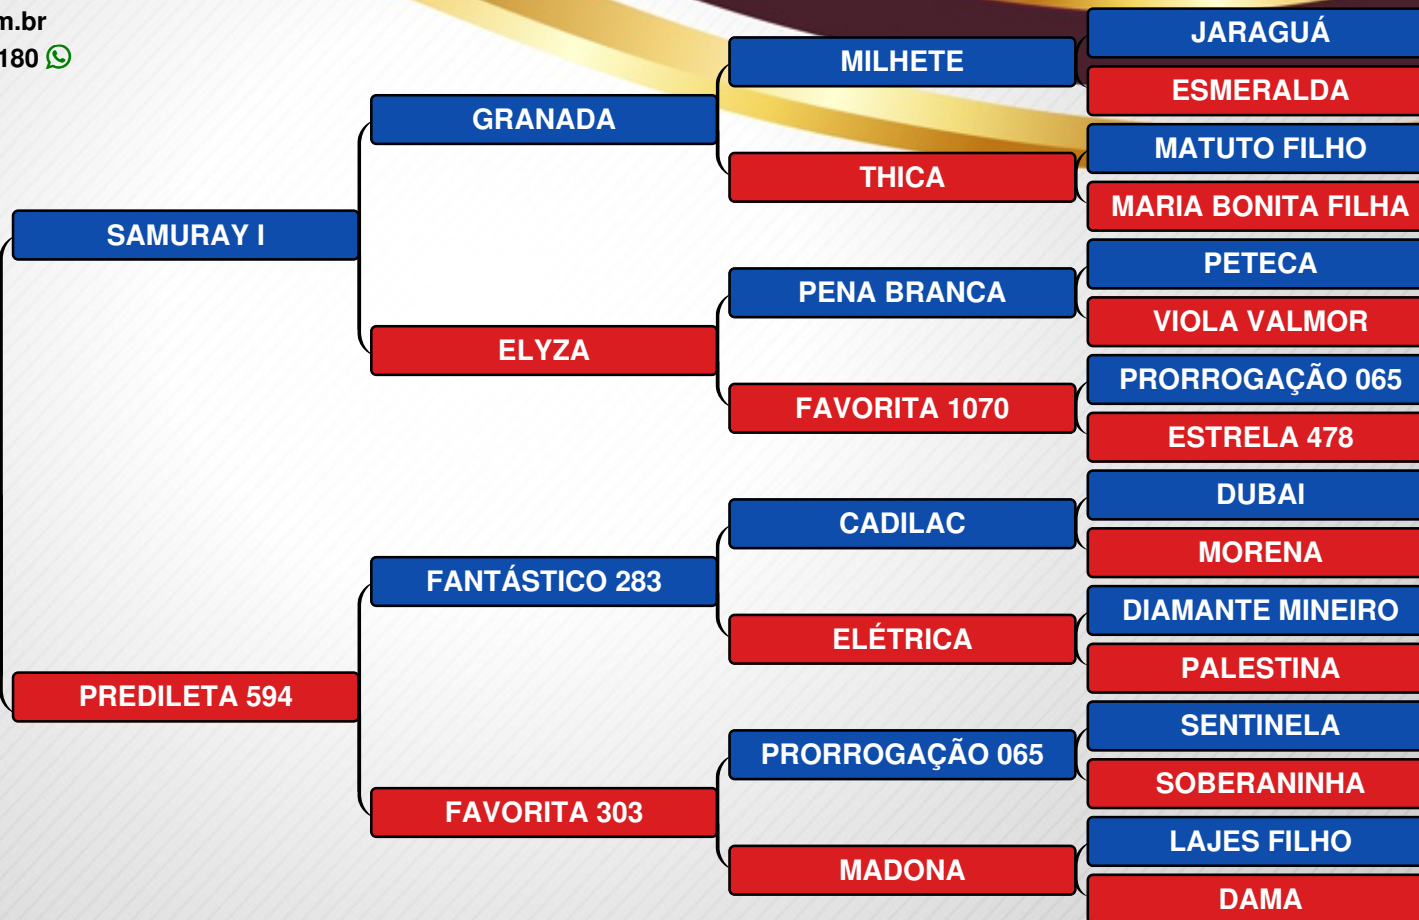 m.br
180
SAMURAY I
PREDILETA 594
GRANADA
ELYZA
FANTÁSTICO 283
FAVORITA 303
MILHETE
THICA
PENA BRANCA
FAVORITA 1070
CADILAC
ELÉTRICA
PRORROGAÇÃO 065
MADONA
JARAGUÁ
ESMERALDA
MATUTO FILHO
MARIA BONITA FILHA
PETECA
VIOLA VALMOR
PRORROGAÇÃO 065
ESTRELA 478
DUBAI
MORENA
DIAMANTE MINEIRO
PALESTINA
SENTINELA
SOBERANINHA
LAJES FILHO
DAMA